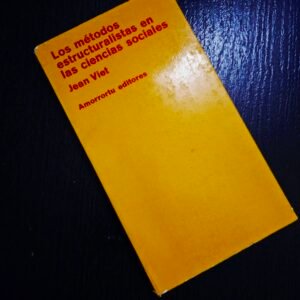 Los métodos
estructuralistas en
las ciencias sociales
Jean Viet
Amorrortu editores